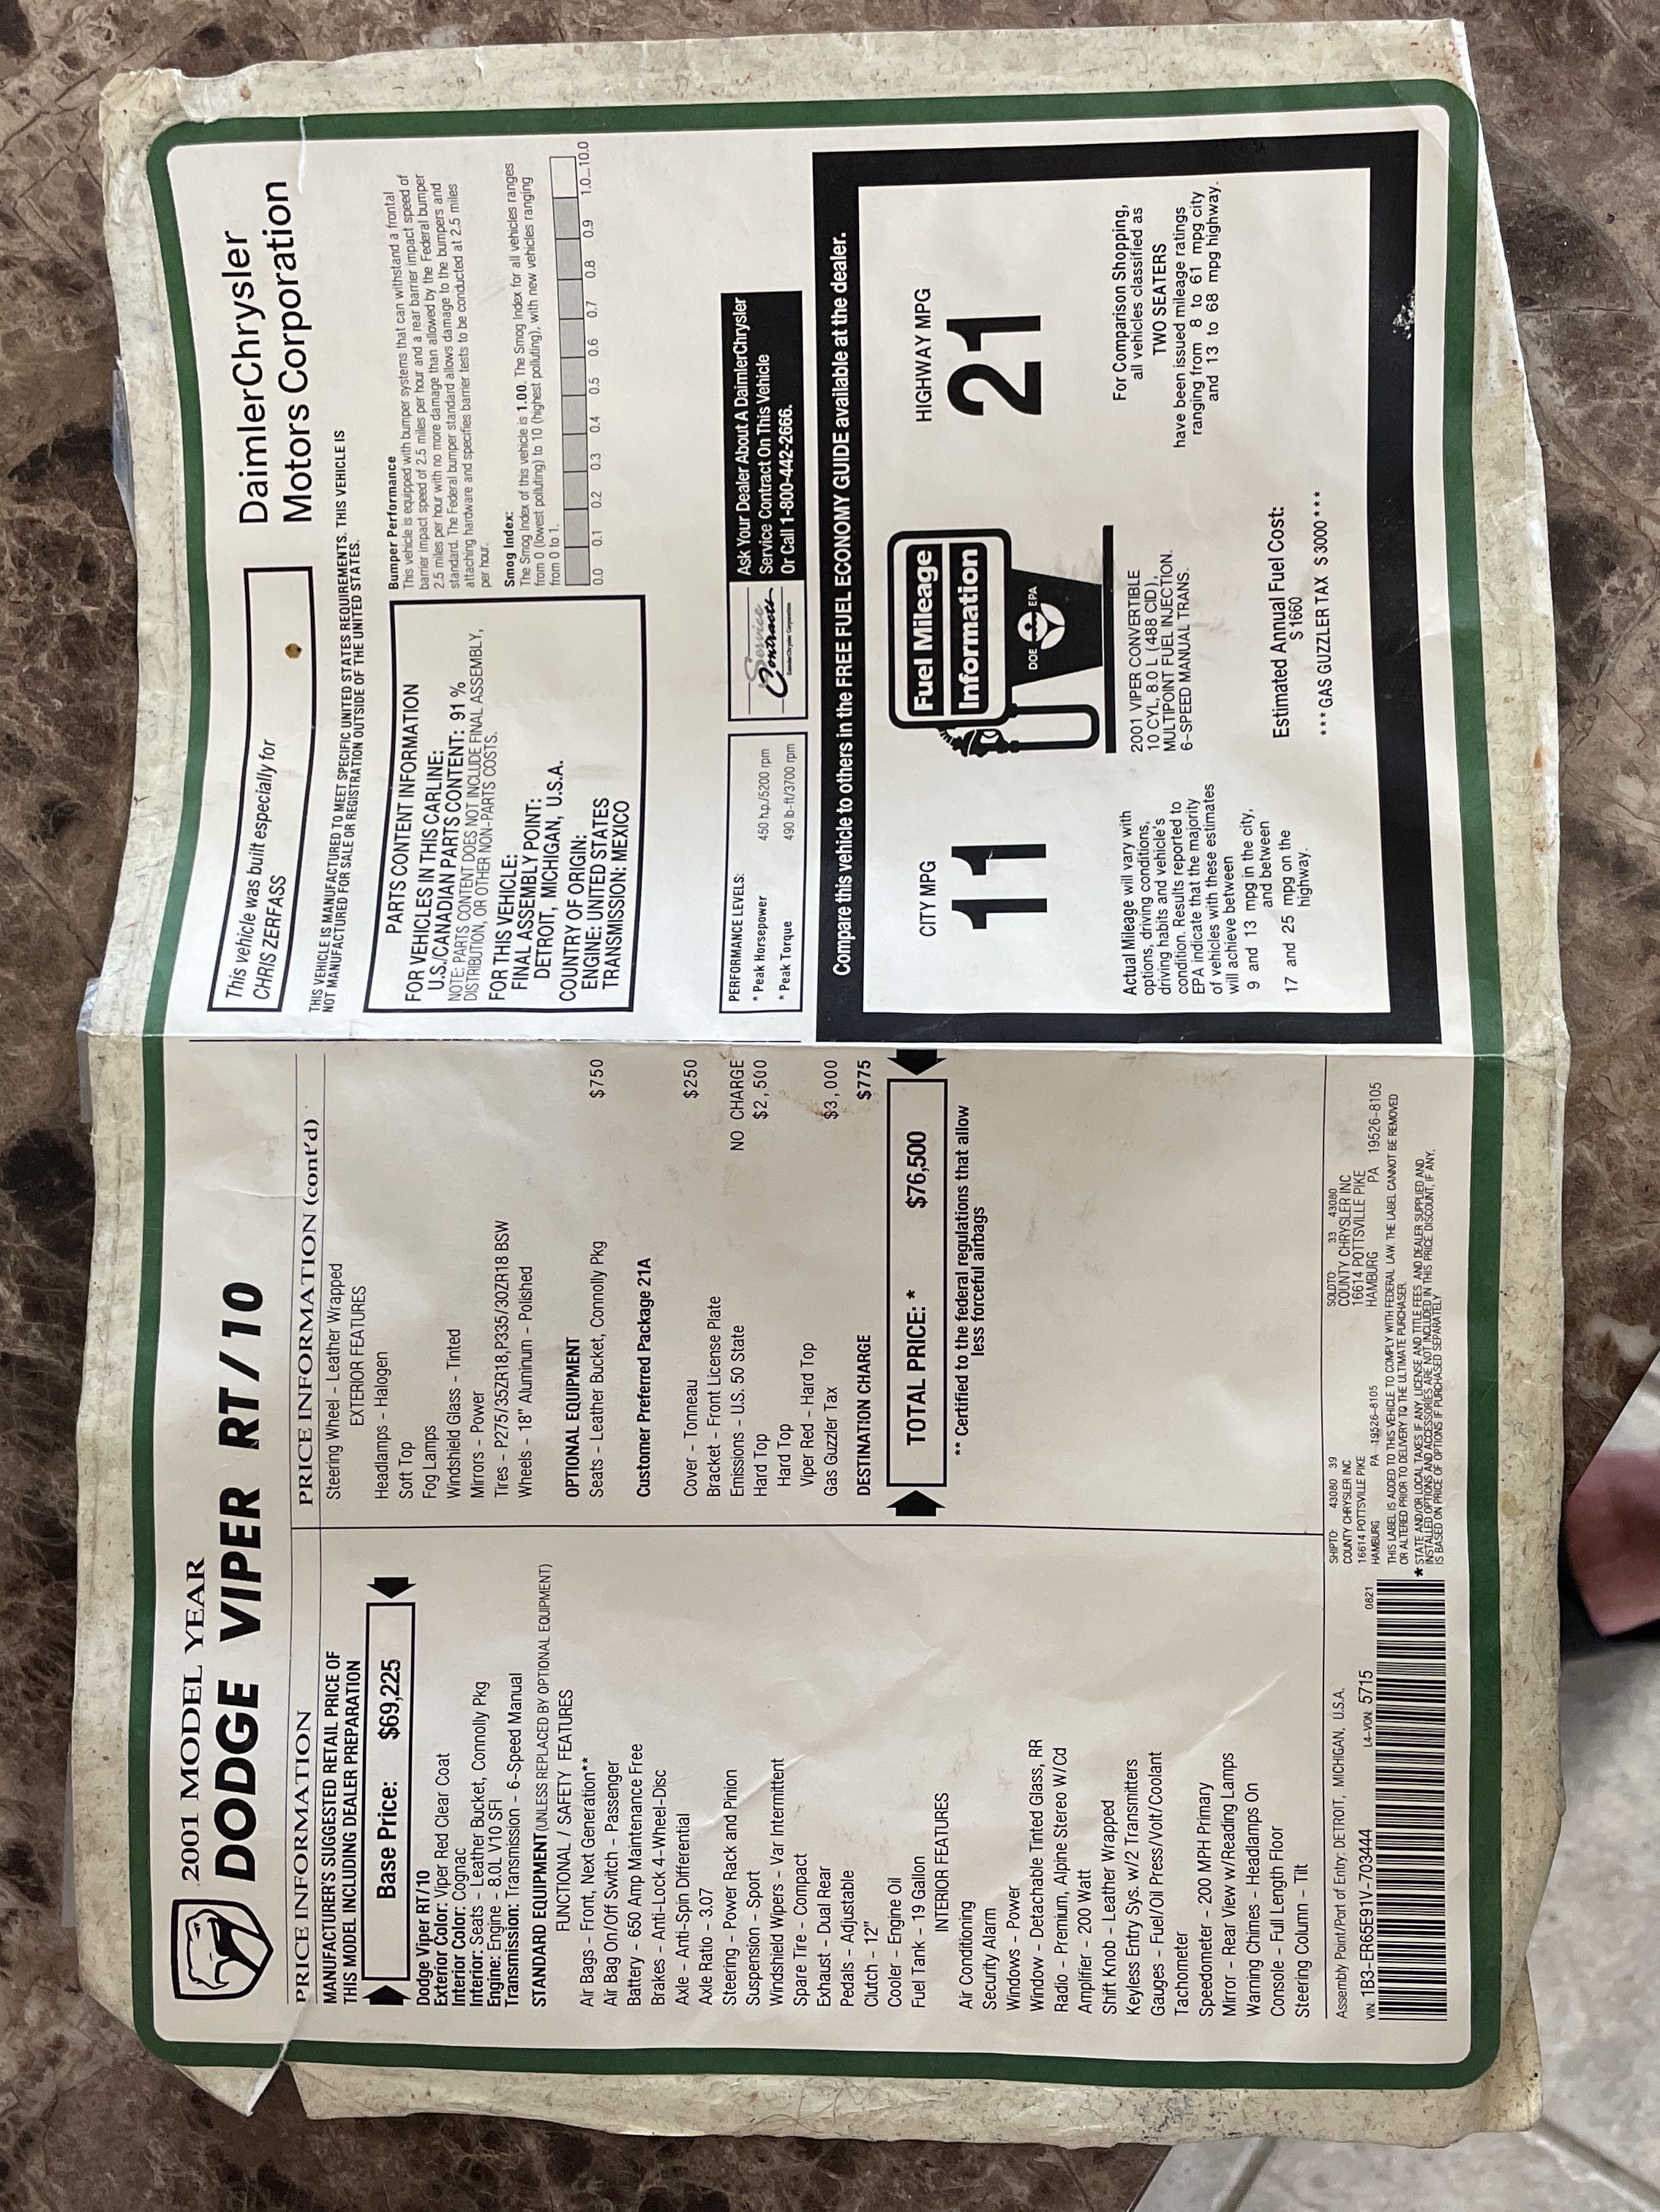 2001 MODEL YEAR
DODGE VIPER RT/10
PRICE INFORMATION
MANUFACTURER'S SUGGESTED RETAIL PRICE OF
THIS MODEL INCLUDING DEALER PREPARATION
Base Price: $69,225
Dodge Viper RT/10
Exterior Color: Viper Red Clear Coat
Interior Color: Cognac
Interior: Seats - Leather Bucket, Connolly Pkg
Engine: Engine - 8.0L V10 SFI
Transmission: Transmission - 6-Speed Manual
STANDARD EQUIPMENT (UNLESS REPLACED BY OPTIONAL EQUIPMENT)
FUNCTIONAL / SAFETY FEATURES
Air Bags - Front, Next Generation**
Air Bag On/Off Switch - Passenger
Battery - 650 Amp Maintenance Free
Brakes - Anti-Lock 4-Wheel-Disc
Axle - Anti-Spin Differential
Axle Ratio - 3.07
Steering - Power Rack and Pinion
Suspension - Sport
Windshield Wipers - Var Intermittent
Spare Tire - Compact
Exhaust - Dual Rear
Pedals - Adjustable
Clutch - 12"
Cooler - Engine Oil
Fuel Tank - 19 Gallon
INTERIOR FEATURES
Air Conditioning
Security Alarm
Windows - Power
Window - Detachable Tinted Glass, RR
Radio - Premium, Alpine Stereo W/Cd
Amplifier - 200 Watt
Shift Knob - Leather Wrapped
Keyless Entry Sys. w/2 Transmitters
Gauges - Fuel/Oil Press/Volt/Coolant
Tachometer
Speedometer - 200 MPH Primary
Mirror - Rear View w/Reading Lamps
Warning Chimes - Headlamps On
Console - Full Length Floor
Steering Column - Tilt
PRICE INFORMATION (cont'd)
Steering Wheel - Leather Wrapped
EXTERIOR FEATURES
Headlamps - Halogen
Soft Top
Fog Lamps
Windshield Glass - Tinted
Mirrors - Power
Tires - P275/35ZR18,P335/30ZR18 BSW
Wheels - 18" Aluminum - Polished
OPTIONAL EQUIPMENT
Seats - Leather Bucket, Connolly Pkg $750
Customer Preferred Package 21A
Cover - Tonneau $250
Bracket - Front License Plate
Emissions - U.S. 50 State NO CHARGE
Hard Top $2,500
Hard Top
Viper Red - Hard Top
Gas Guzzler Tax $3,000
DESTINATION CHARGE $775
TOTAL PRICE: * $76,500
** Certified to the federal regulations that allow
less forceful airbags
Assembly Point/Port of Entry: DETROIT, MICHIGAN, U.S.A.
VIN: 1B3-ER65E91V-703444 L4-VON: 5715 0821
SHIPTO: 43080 39
COUNTY CHRYSLER INC
16614 POTTSVILLE PIKE
HAMBURG PA 19526-8105
SOLDTO: 33 43080
COUNTY CHRYSLER INC
16614 POTTSVILLE PIKE
HAMBURG PA 19526-8105
THIS LABEL IS ADDED TO THIS VEHICLE TO COMPLY WITH FEDERAL LAW. THE LABEL CANNOT BE REMOVED
OR ALTERED PRIOR TO DELIVERY TO THE ULTIMATE PURCHASER.
* STATE AND/OR LOCAL TAXES IF ANY, LICENSE AND TITLE FEES AND DEALER SUPPLIED AND
INSTALLED OPTIONS AND ACCESSORIES ARE NOT INCLUDED IN THIS PRICE. DISCOUNT, IF ANY,
IS BASED ON PRICE OF OPTIONS IF PURCHASED SEPARATELY
This vehicle was built especially for
CHRIS ZERFASS
DaimlerChrysler
Motors Corporation
THIS VEHICLE IS MANUFACTURED TO MEET SPECIFIC UNITED STATES REQUIREMENTS. THIS VEHICLE IS
NOT MANUFACTURED FOR SALE OR REGISTRATION OUTSIDE OF THE UNITED STATES.
PARTS CONTENT INFORMATION
FOR VEHICLES IN THIS CARLINE:
U.S./CANADIAN PARTS CONTENT: 91 %
NOTE: PARTS CONTENT DOES NOT INCLUDE FINAL ASSEMBLY,
DISTRIBUTION, OR OTHER NON-PARTS COSTS.
FOR THIS VEHICLE:
FINAL ASSEMBLY POINT:
DETROIT, MICHIGAN, U.S.A.
COUNTRY OF ORIGIN:
ENGINE: UNITED STATES
TRANSMISSION: MEXICO
Bumper Performance
This vehicle is equipped with bumper systems that can withstand a frontal
barrier impact speed of 2.5 miles per hour and a rear barrier impact speed of
2.5 miles per hour with no more damage than allowed by the Federal bumper
standard. The Federal bumper standard allows damage to the bumpers and
attaching hardware and specifies barrier tests to be conducted at 2.5 miles
per hour.
Smog Index:
The Smog Index of this vehicle is 1.00. The Smog Index for all vehicles ranges
from 0 (lowest polluting) to 10 (highest polluting), with new vehicles ranging
from 0 to 1.
0.0 0.1 0.2 0.3 0.4 0.5 0.6 0.7 0.8 0.9 1.0...10.0
PERFORMANCE LEVELS:
* Peak Horsepower 450 h.p./5200 rpm
* Peak Torque 490 lb-ft/3700 rpm
Service
Contracts
DaimlerChrysler Corporation
Ask Your Dealer About A DaimlerChrysler
Service Contract On This Vehicle
Or Call 1-800-442-2666.
Compare this vehicle to others in the FREE FUEL ECONOMY GUIDE available at the dealer.
CITY MPG
11
Fuel Mileage
Information
DOE EPA
HIGHWAY MPG
21
Actual Mileage will vary with
options, driving conditions,
driving habits and vehicle's
condition. Results reported to
EPA indicate that the majority
of vehicles with these estimates
will achieve between
9 and 13 mpg in the city,
and between
17 and 25 mpg on the
highway.
2001 VIPER CONVERTIBLE
10 CYL, 8.0 L (488 CID),
MULTIPOINT FUEL INJECTION.
6-SPEED MANUAL TRANS.
Estimated Annual Fuel Cost:
$ 1660
*** GAS GUZZLER TAX $ 3000 ***
For Comparison Shopping,
all vehicles classified as
TWO SEATERS
have been issued mileage ratings
ranging from 8 to 61 mpg city
and 13 to 68 mpg highway.